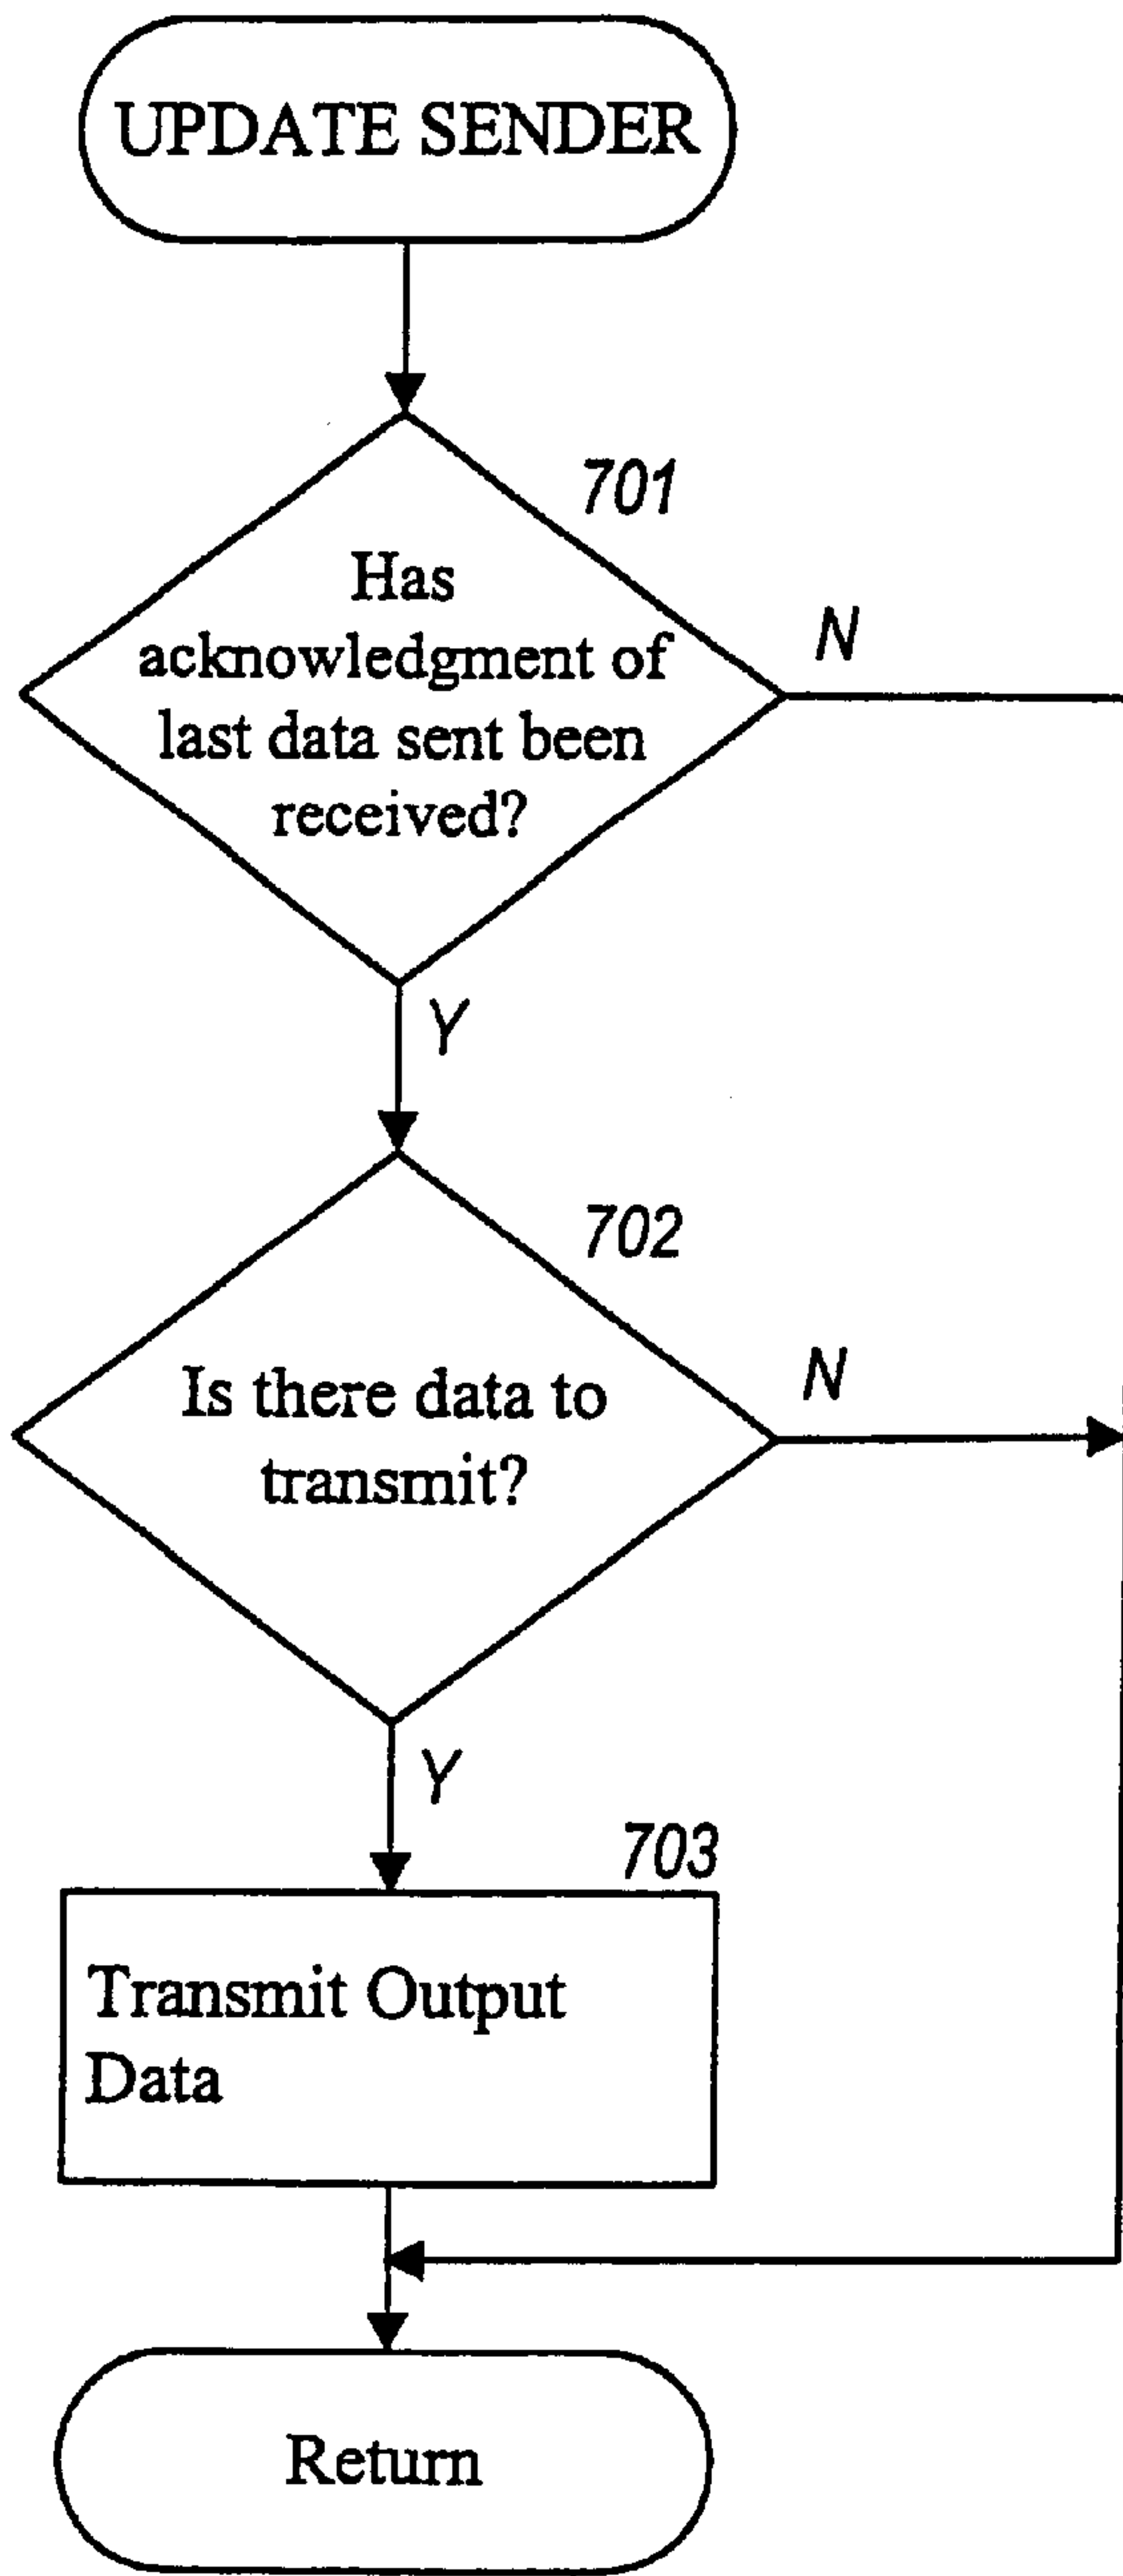 UPDATE SENDER
701
Has
acknowledgment of
last data sent been
received?
N
Y
702
Is there data to
transmit?
N
Y
703
Transmit Output
Data
Return